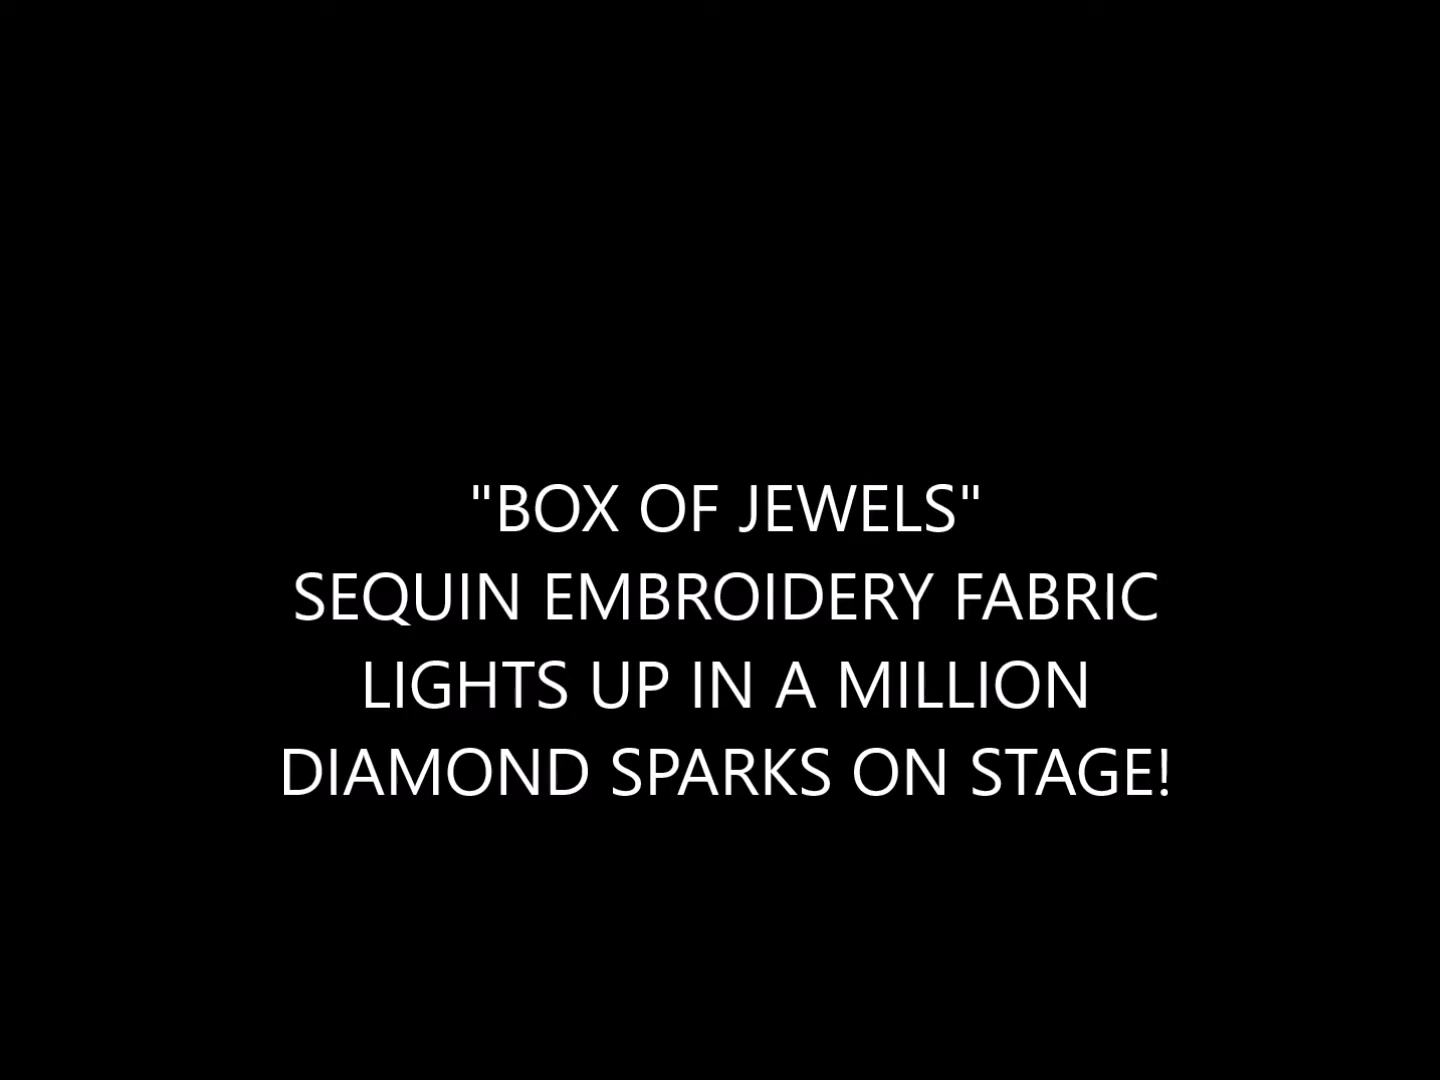 "BOX OF JEWELS"
SEQUIN EMBROIDERY FABRIC
LIGHTS UP IN A MILLION
DIAMOND SPARKS ON STAGE!